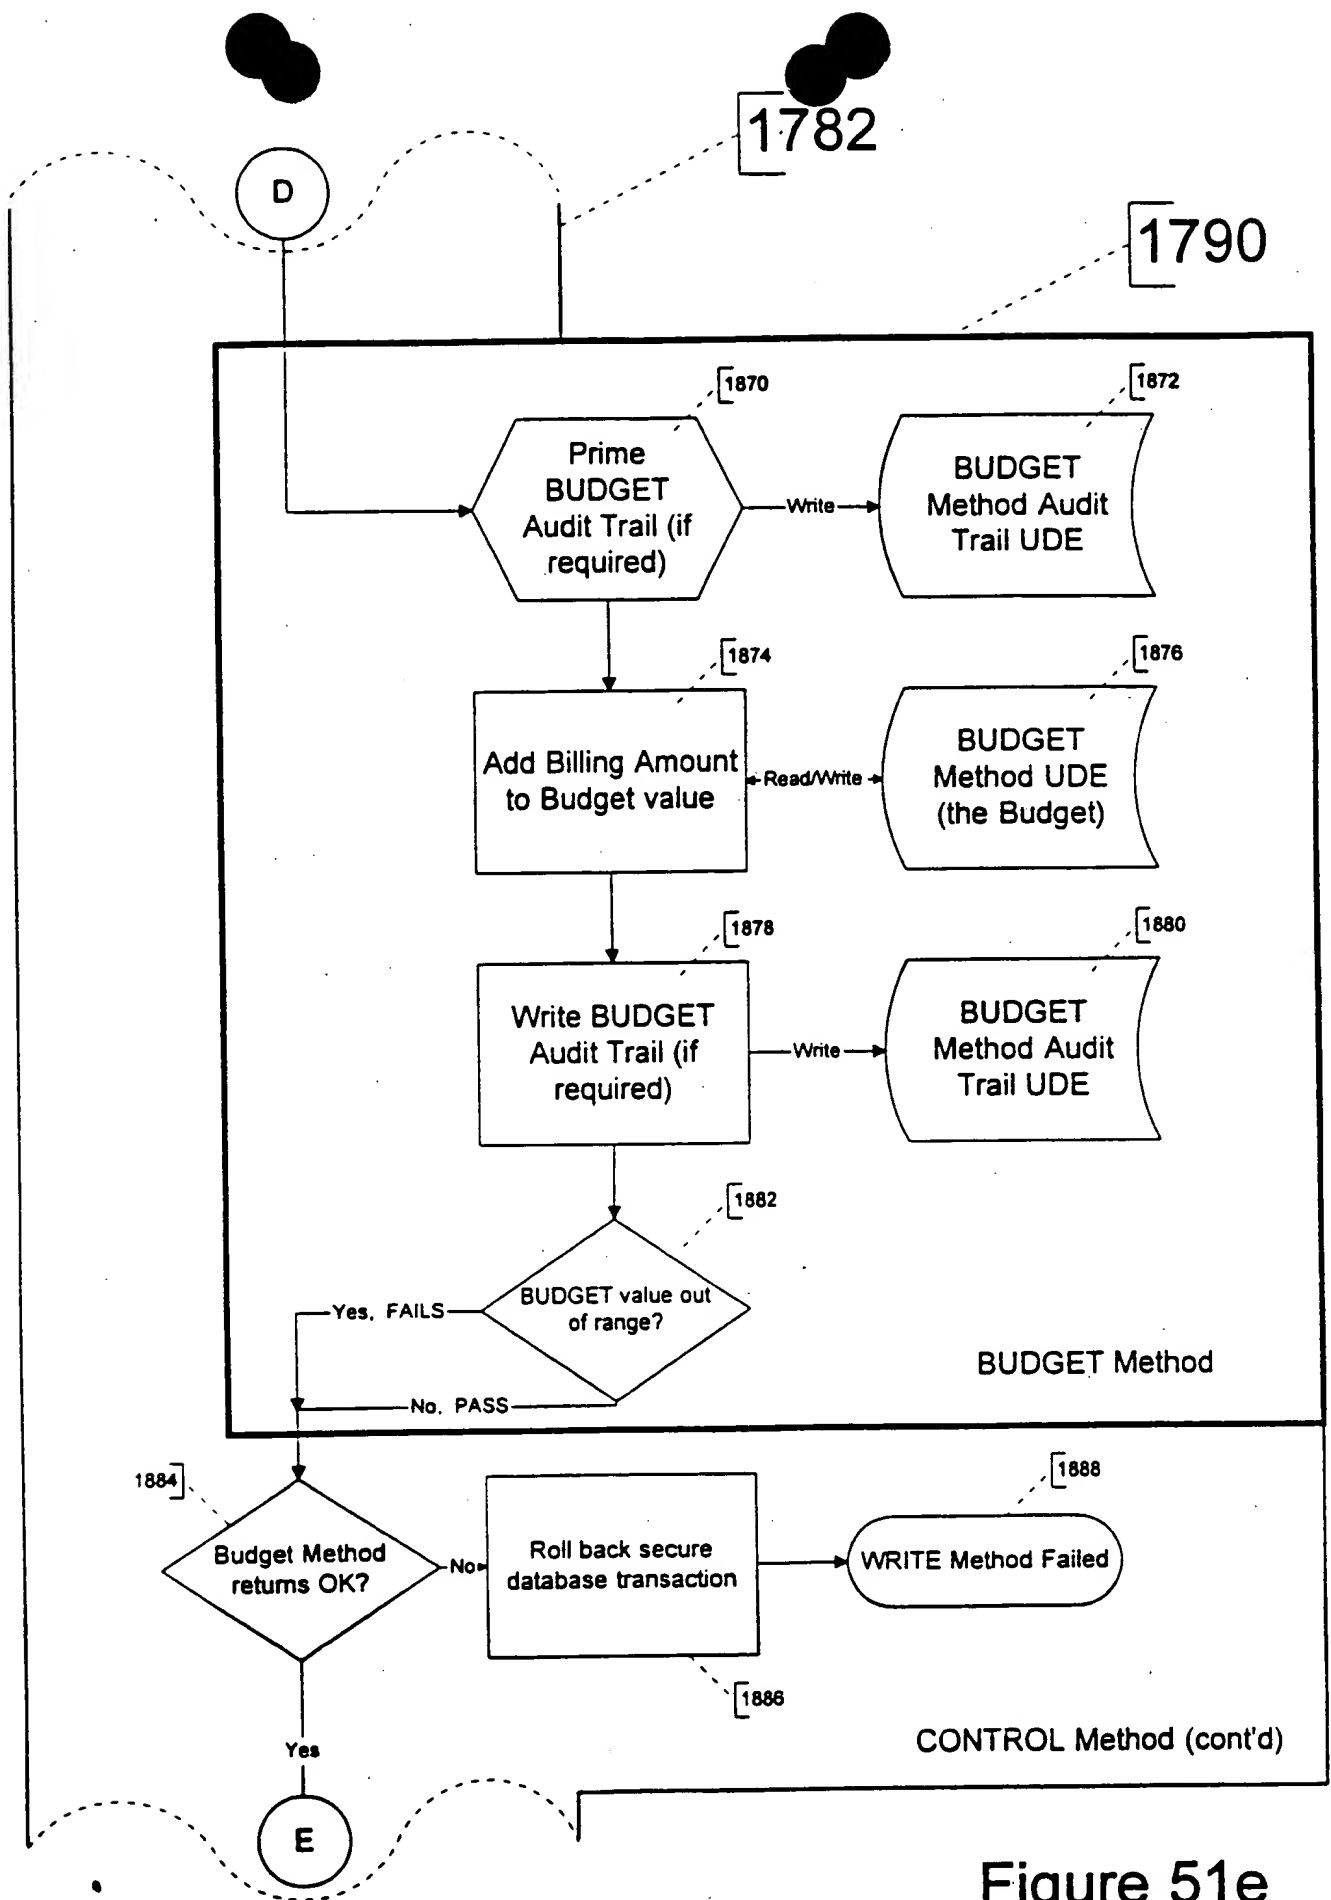 1782
D
1790
1870
1872
Prime
BUDGET
Audit Trail (if
required)
Write
BUDGET
Method Audit
Trail UDE
1874
1876
Add Billing Amount
to Budget value
Read/Write
BUDGET
Method UDE
(the Budget)
1878
1880
Write BUDGET
Audit Trail (if
required)
Write
BUDGET
Method Audit
Trail UDE
1882
BUDGET value out
of range?
Yes, FAILS
No, PASS
BUDGET Method
1884
1888
Budget Method
returns OK?
No
Roll back secure
database transaction
WRITE Method Failed
1886
Yes
CONTROL Method (cont'd)
E
Figure 51e